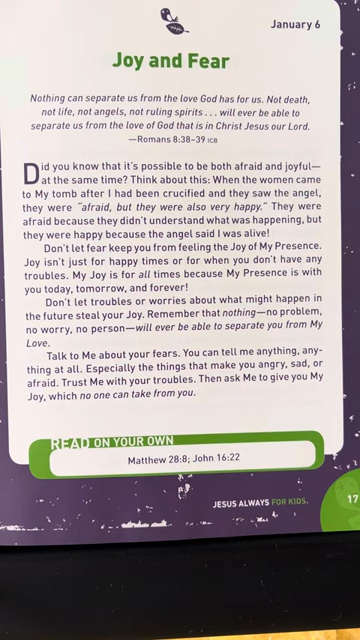 January 6
Joy and Fear
Nothing can separate us from the love God has for us. Not death,
not life, not angels, not ruling spirits . . . will ever be able to
separate us from the love of God that is in Christ Jesus our Lord.
—Romans 8:38–39 ICB
Did you know that it's possible to be both afraid and joyful—
at the same time? Think about this: When the women came
to My tomb after I had been crucified and they saw the angel,
they were "afraid, but they were also very happy." They were
afraid because they didn't understand what was happening, but
they were happy because the angel said I was alive!
Don't let fear keep you from feeling the Joy of My Presence.
Joy isn't just for happy times or for when you don't have any
troubles. My Joy is for all times because My Presence is with
you today, tomorrow, and forever!
Don't let troubles or worries about what might happen in
the future steal your Joy. Remember that nothing—no problem,
no worry, no person—will ever be able to separate you from My
Love.
Talk to Me about your fears. You can tell me anything, any-
thing at all. Especially the things that make you angry, sad, or
afraid. Trust Me with your troubles. Then ask Me to give you My
Joy, which no one can take from you.
READ ON YOUR OWN
Matthew 28:8; John 16:22
JESUS ALWAYS FOR KIDS.
17